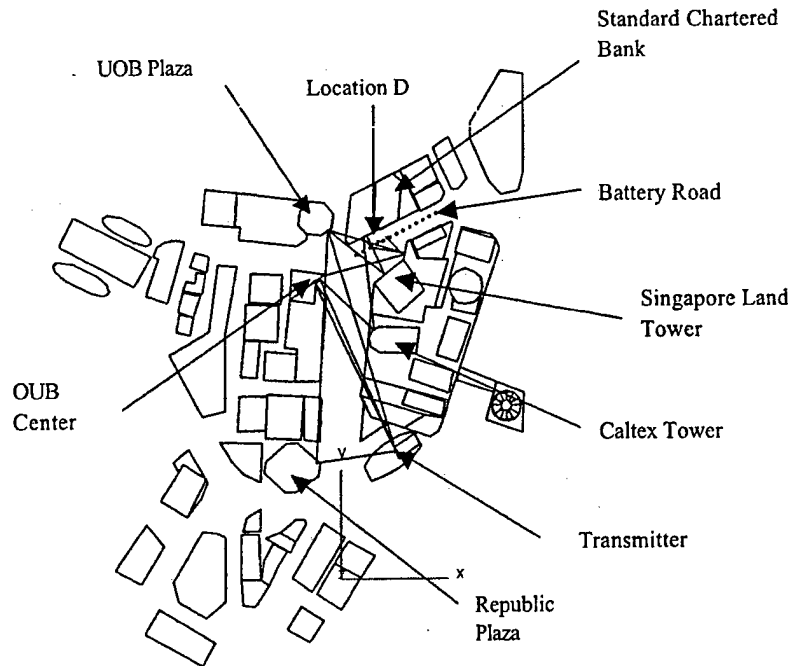 Standard Chartered
Bank
UOB Plaza
Location D
Battery Road
Singapore Land
Tower
OUB
Center
Caltex Tower
y
Transmitter
x
Republic
Plaza